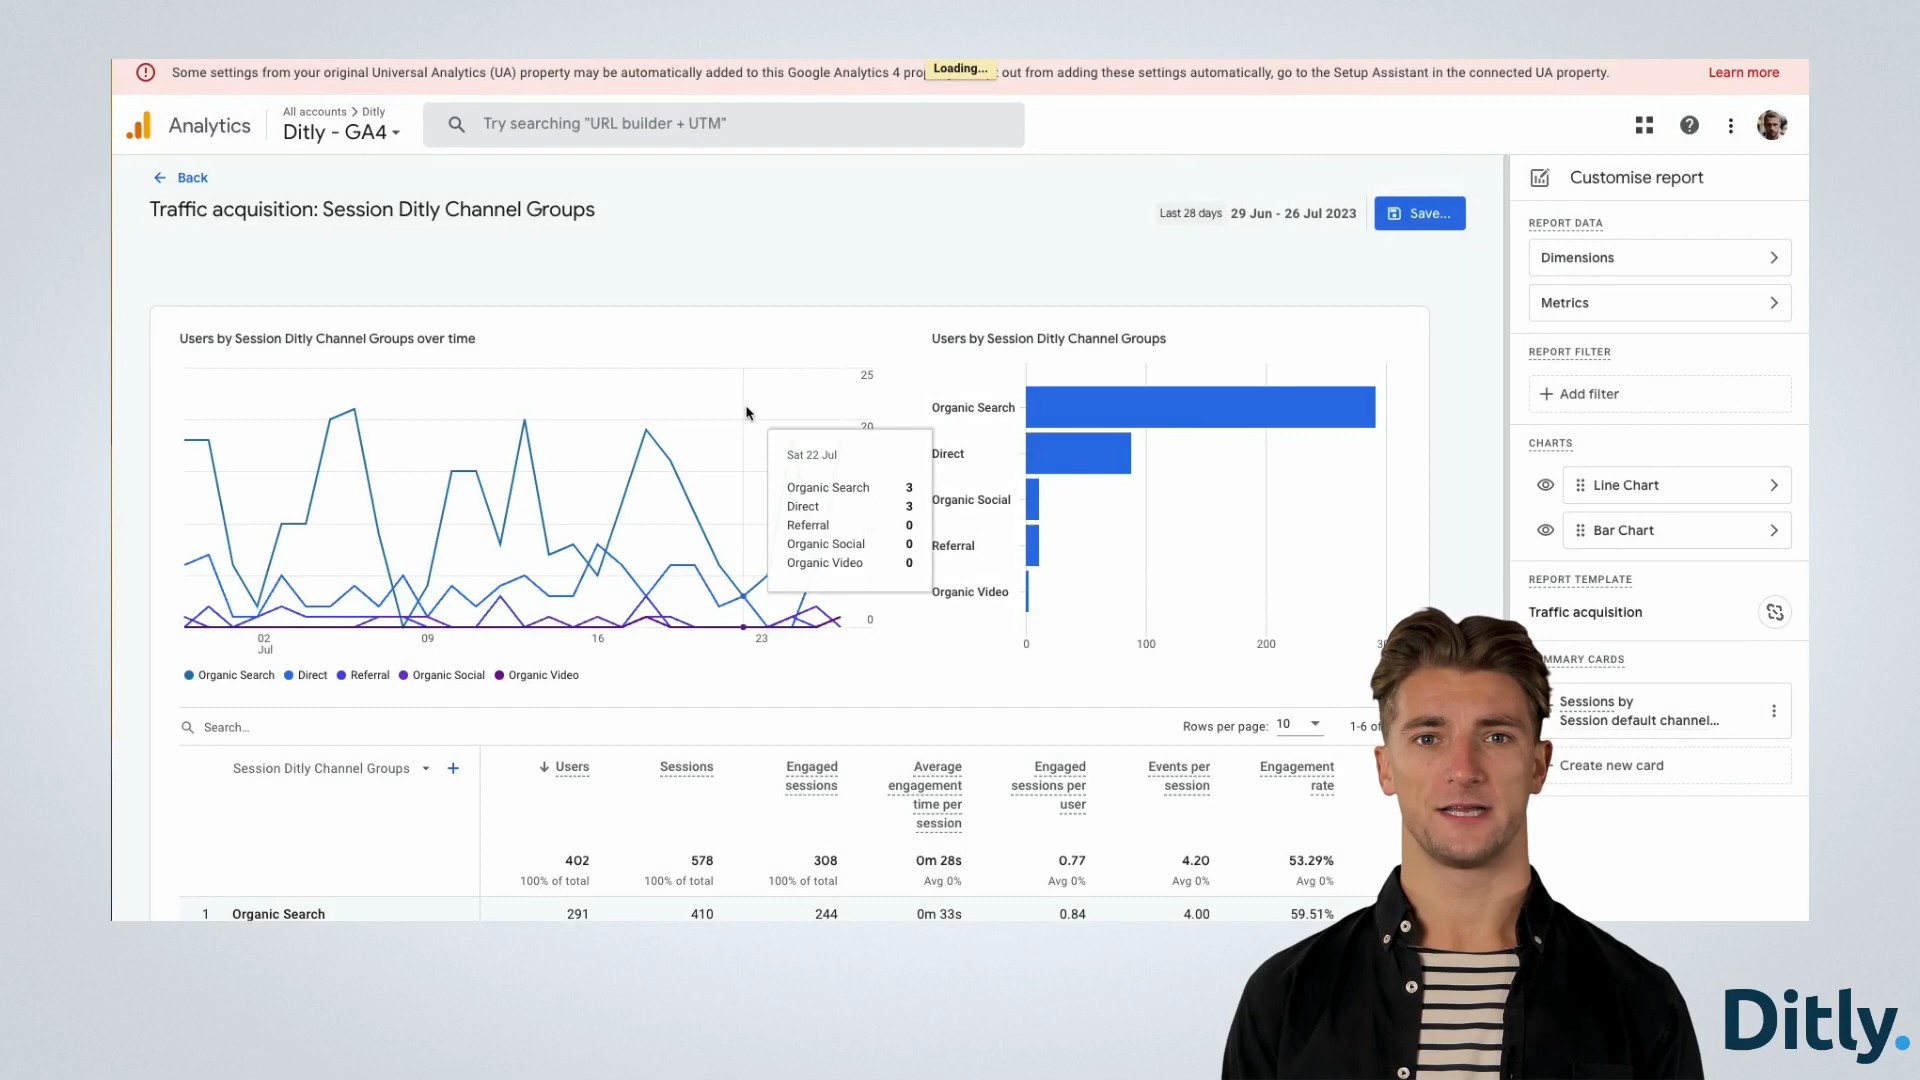 Some settings from your original Universal Analytics (UA) property may be automatically added to this Google Analytics 4 pro
Loading...
out from adding these settings automatically, go to the Setup Assistant in the connected UA property.
Learn more
Analytics
All accounts > Ditly
Ditly - GA4
Try searching "URL builder + UTM"
Back
Traffic acquisition: Session Ditly Channel Groups
Last 28 days 29 Jun - 26 Jul 2023
Save...
Customise report
REPORT DATA
Dimensions
Metrics
REPORT FILTER
Add filter
CHARTS
Line Chart
Bar Chart
REPORT TEMPLATE
Traffic acquisition
MMARY CARDS
Sessions by
Session default channel...
Create new card
Users by Session Ditly Channel Groups over time
25
20
0
02
Jul
09
16
23
Sat 22 Jul
Organic Search 3
Direct 3
Referral 0
Organic Social 0
Organic Video 0
Organic Search Direct Referral Organic Social Organic Video
Users by Session Ditly Channel Groups
Organic Search
Direct
Organic Social
Referral
Organic Video
0 100 200
Search...
Rows per page: 10 1-6 of
Session Ditly Channel Groups
Users
Sessions
Engaged
sessions
Average
engagement
time per
session
Engaged
sessions per
user
Events per
session
Engagement
rate
402 578 308 0m 28s 0.77 4.20 53.29%
100% of total 100% of total 100% of total Avg 0% Avg 0% Avg 0% Avg 0%
1 Organic Search 291 410 244 0m 33s 0.84 4.00 59.51%
Ditly.